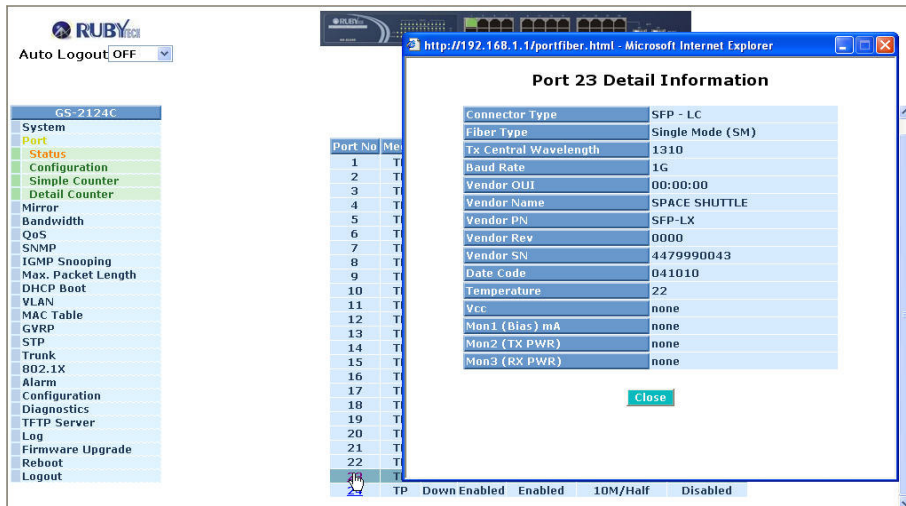 RUBYTECH
Auto Logout OFF
GS-2124C
System
Port
Status
Configuration
Simple Counter
Detail Counter
Mirror
Bandwidth
QoS
SNMP
IGMP Snooping
Max. Packet Length
DHCP Boot
VLAN
MAC Table
GVRP
STP
Trunk
802.1X
Alarm
Configuration
Diagnostics
TFTP Server
Log
Firmware Upgrade
Reboot
Logout
Port No
1
2
3
4
5
6
7
8
9
10
11
12
13
14
15
16
17
18
19
20
21
22
24 TP Down Enabled Enabled 10M/Half Disabled
http://192.168.1.1/portfiber.html - Microsoft Internet Explorer
Port 23 Detail Information
Connector Type SFP - LC
Fiber Type Single Mode (SM)
Tx Central Wavelength 1310
Baud Rate 1G
Vendor OUI 00:00:00
Vendor Name SPACE SHUTTLE
Vendor PN SFP-LX
Vendor Rev 0000
Vendor SN 4479990043
Date Code 041010
Temperature 22
Vcc none
Mon1 (Bias) mA none
Mon2 (TX PWR) none
Mon3 (RX PWR) none
Close